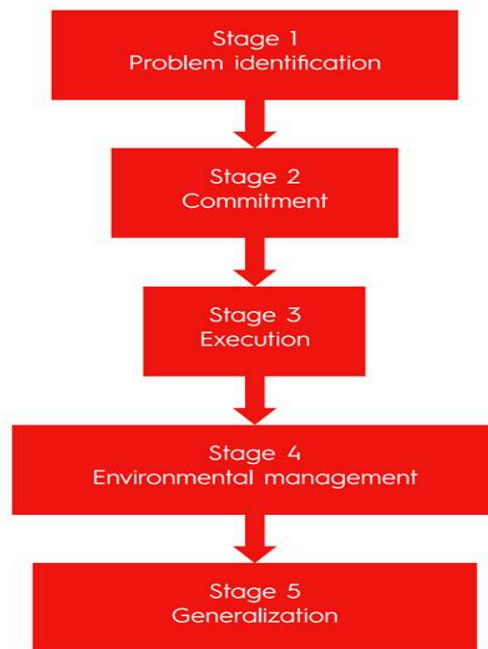 Stage 1
Problem identification
Stage 2
Commitment
Stage 3
Execution
Stage 4
Environmental management
Stage 5
Generalization